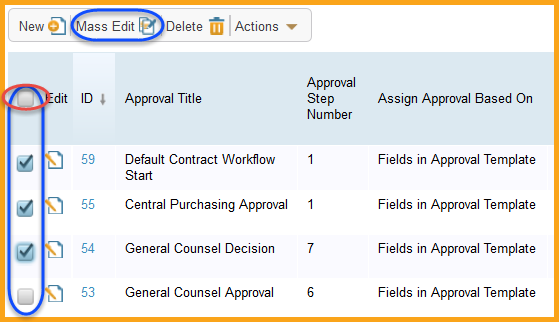 New Mass Edit Delete Actions
Edit ID Approval Title Approval Step Number Assign Approval Based On
59 Default Contract Workflow Start 1 Fields in Approval Template
55 Central Purchasing Approval 1 Fields in Approval Template
54 General Counsel Decision 7 Fields in Approval Template
53 General Counsel Approval 6 Fields in Approval Template